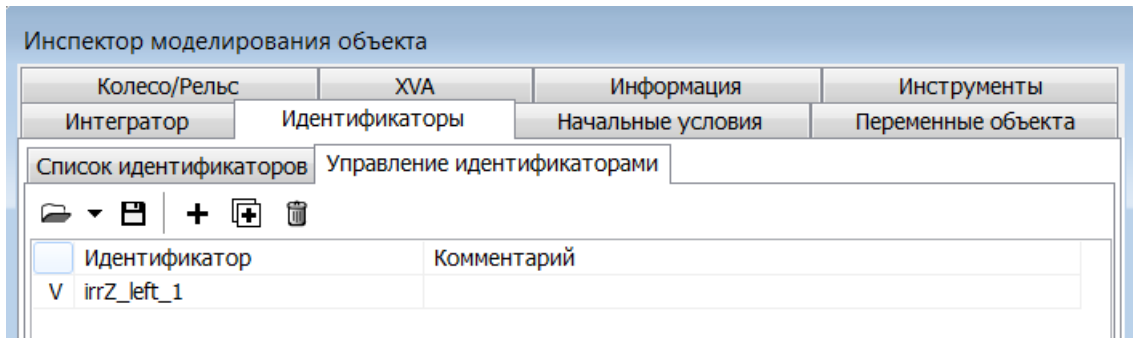 Инспектор моделирования объекта
Колесо/Рельс XVA Информация Инструменты
Интегратор Идентификаторы Начальные условия Переменные объекта
Список идентификаторов Управление идентификаторами
Идентификатор Комментарий
V irrZ_left_1